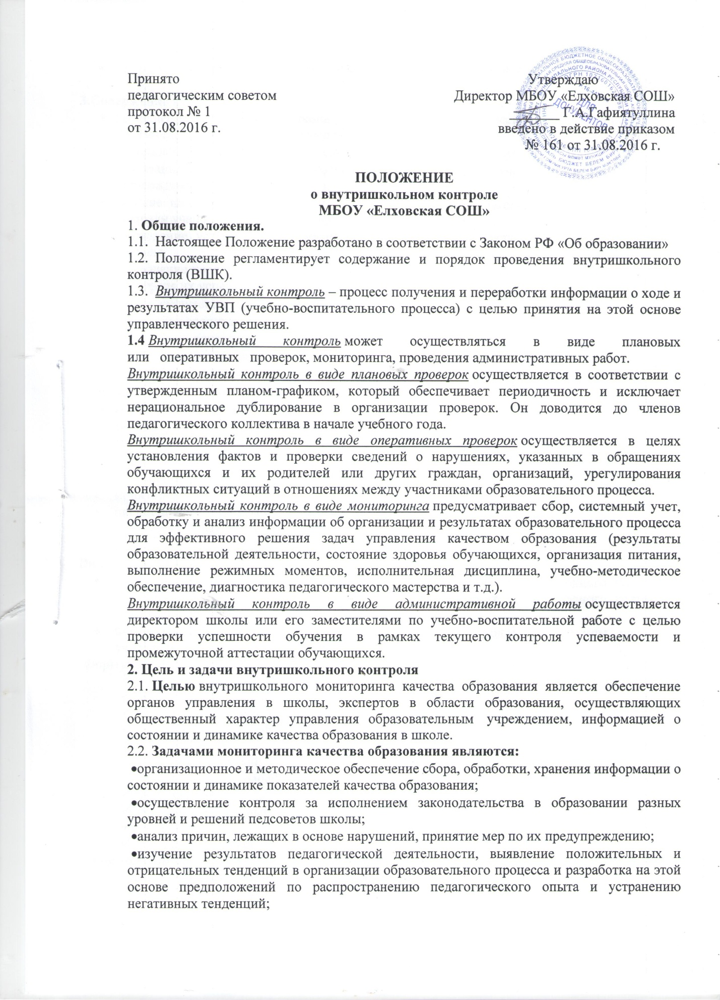 Принято
педагогическим советом
протокол № 1
от 31.08.2016 г.
Утверждаю
Директор МБОУ «Елховская СОШ»
Г.А.Гафиятуллина
введено в действие приказом
№ 161 от 31.08.2016 г.
ДЛЯ
ДОКУМЕНТОВ
ПОЛОЖЕНИЕ
о внутришкольном контроле
МБОУ «Елховская СОШ»
1. Общие положения.
1.1. Настоящее Положение разработано в соответствии с Законом РФ «Об образовании»
1.2. Положение регламентирует содержание и порядок проведения внутришкольного
контроля (ВШК).
1.3. Внутришкольный контроль – процесс получения и переработки информации о ходе и
результатах УВП (учебно-воспитательного процесса) с целью принятия на этой основе
управленческого решения.
1.4 Внутришкольный контроль может осуществляться в виде плановых
или оперативных проверок, мониторинга, проведения административных работ.
Внутришкольный контроль в виде плановых проверок осуществляется в соответствии с
утвержденным планом-графиком, который обеспечивает периодичность и исключает
нерациональное дублирование в организации проверок. Он доводится до членов
педагогического коллектива в начале учебного года.
Внутришкольный контроль в виде оперативных проверок осуществляется в целях
установления фактов и проверки сведений о нарушениях, указанных в обращениях
обучающихся и их родителей или других граждан, организаций, урегулирования
конфликтных ситуаций в отношениях между участниками образовательного процесса.
Внутришкольный контроль в виде мониторинга предусматривает сбор, системный учет,
обработку и анализ информации об организации и результатах образовательного процесса
для эффективного решения задач управления качеством образования (результаты
образовательной деятельности, состояние здоровья обучающихся, организация питания,
выполнение режимных моментов, исполнительная дисциплина, учебно-методическое
обеспечение, диагностика педагогического мастерства и т.д.).
Внутришкольный контроль в виде административной работы осуществляется
директором школы или его заместителями по учебно-воспитательной работе с целью
проверки успешности обучения в рамках текущего контроля успеваемости и
промежуточной аттестации обучающихся.
2. Цель и задачи внутришкольного контроля
2.1. Целью внутришкольного мониторинга качества образования является обеспечение
органов управления в школы, экспертов в области образования, осуществляющих
общественный характер управления образовательным учреждением, информацией о
состоянии и динамике качества образования в школе.
2.2. Задачами мониторинга качества образования являются:
•организационное и методическое обеспечение сбора, обработки, хранения информации о
состоянии и динамике показателей качества образования;
•осуществление контроля за исполнением законодательства в образовании разных
уровней и решений педсоветов школы;
•анализ причин, лежащих в основе нарушений, принятие мер по их предупреждению;
•изучение результатов педагогической деятельности, выявление положительных и
отрицательных тенденций в организации образовательного процесса и разработка на этой
основе предположений по распространению педагогического опыта и устранению
негативных тенденций;